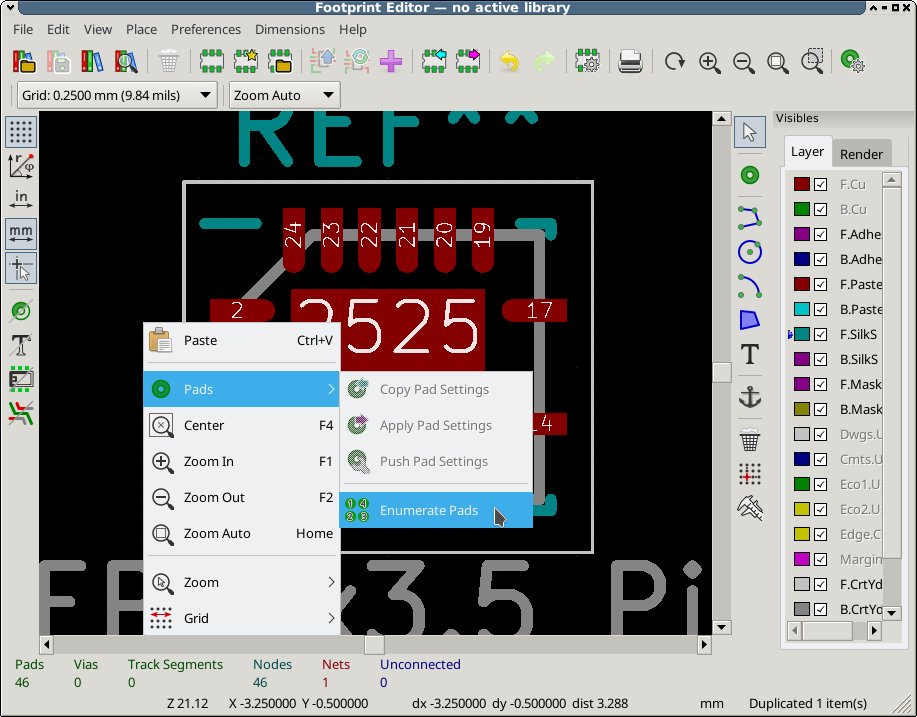 Footprint Editor — no active library
File Edit View Place Preferences Dimensions Help
Grid: 0.2500 mm (9.84 mils) Zoom Auto
REF**
in
mm
24 23 22 21 20 19
2 2525 17
14
Paste Ctrl+V
Pads
Center F4
Zoom In F1
Zoom Out F2
Zoom Auto Home
Zoom
Grid
Copy Pad Settings
Apply Pad Settings
Push Pad Settings
Enumerate Pads
x3.5 Pi
Visibles
Layer Render
F.Cu
B.Cu
F.Adhe
B.Adhe
F.Paste
B.Paste
F.SilkS
B.SilkS
F.Mask
B.Mask
Dwgs.U
Cmts.U
Eco1.U
Eco2.U
Edge.C
Margin
F.CrtYd
B.CrtYd
Pads Vias Track Segments Nodes Nets Unconnected
46 0 0 46 1 0
Z 21.12 X -3.250000 Y -0.500000 dx -3.250000 dy -0.500000 dist 3.288 mm Duplicated 1 item(s)